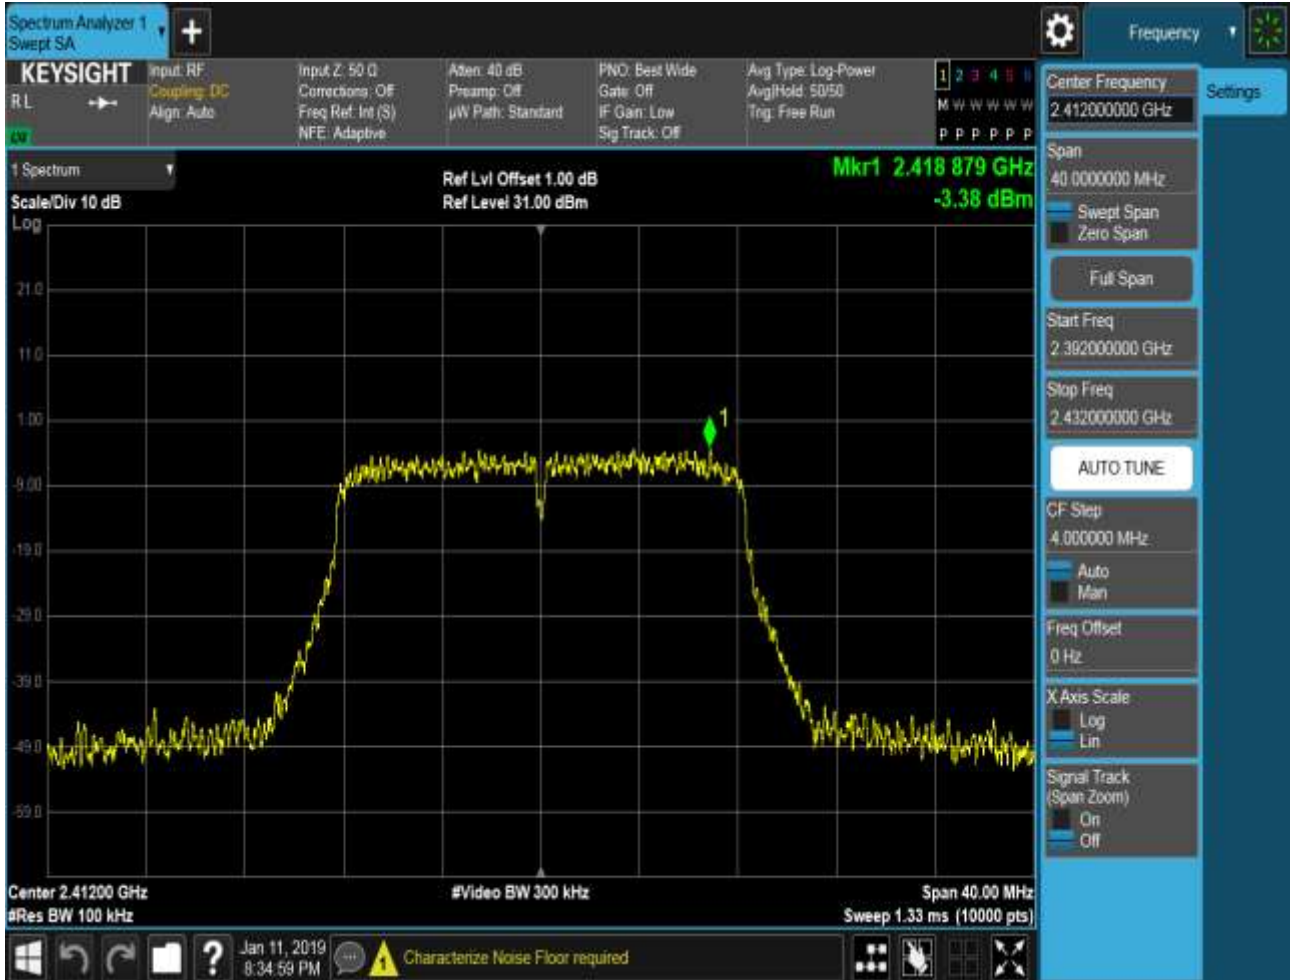 Spectrum Analyzer 1
Swept SA
Frequency
KEYSIGHT
R L
Input: RF
Coupling: DC
Align: Auto
Input Z: 50 Ω
Corrections: Off
Freq Ref: Int (S)
NFE: Adaptive
Atten: 40 dB
Preamp: Off
µW Path: Standard
PNO: Best Wide
Gate: Off
IF Gain: Low
Sig Track: Off
Avg Type: Log-Power
Avg|Hold: 50/50
Trig: Free Run
1 2 3 4 5 6
M W W W W W
P P P P P P
1 Spectrum
Scale/Div 10 dB
Log
Ref Lvl Offset 1.00 dB
Ref Level 31.00 dBm
Mkr1 2.418 879 GHz
-3.38 dBm
21.0
11.0
1.00
-9.00
-19.0
-29.0
-39.0
-49.0
-59.0
1
Center 2.41200 GHz
#Res BW 100 kHz
#Video BW 300 kHz
Span 40.00 MHz
Sweep 1.33 ms (10000 pts)
Center Frequency
2.412000000 GHz
Settings
Span
40.0000000 MHz
Swept Span
Zero Span
Full Span
Start Freq
2.392000000 GHz
Stop Freq
2.432000000 GHz
AUTO TUNE
CF Step
4.000000 MHz
Auto
Man
Freq Offset
0 Hz
X Axis Scale
Log
Lin
Signal Track
(Span Zoom)
On
Off
?
Jan 11, 2019
8:34:59 PM
Characterize Noise Floor required